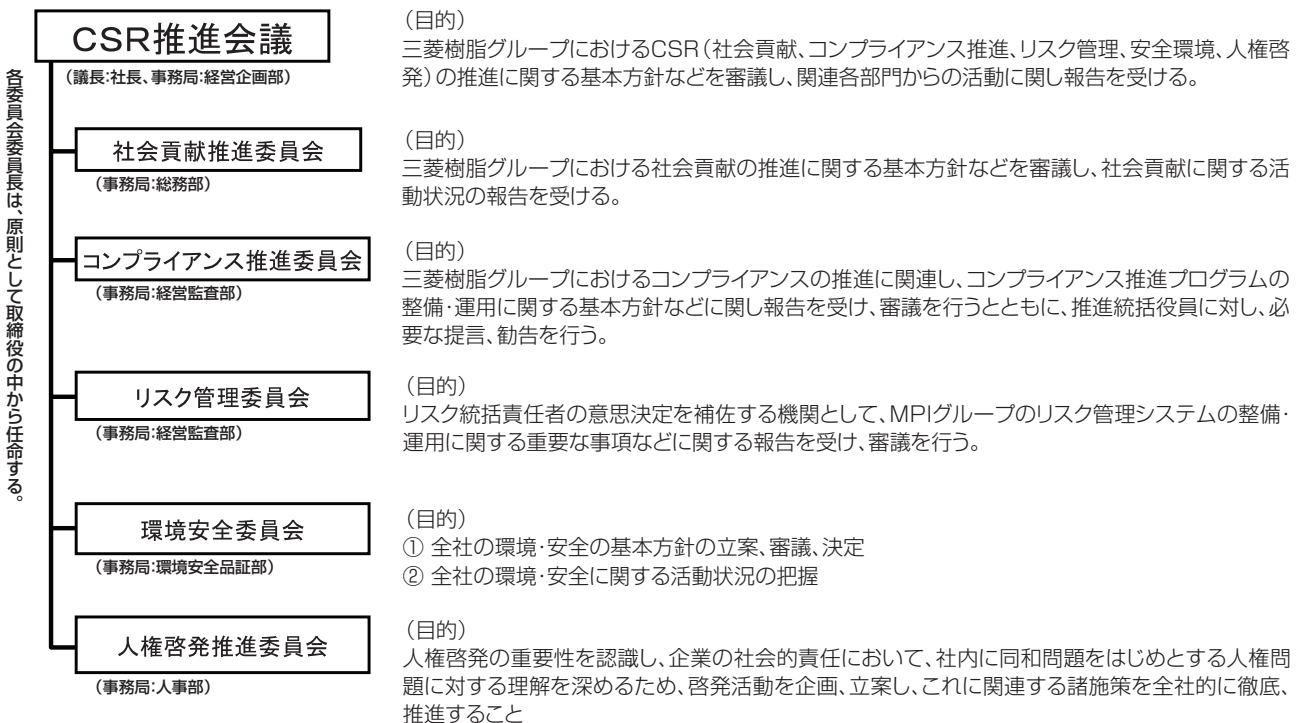 各委員会委員長は、原則として取締役の中から任命する。
CSR推進会議
(議長:社長、事務局:経営企画部)
(目的)
三菱樹脂グループにおけるCSR(社会貢献、コンプライアンス推進、リスク管理、安全環境、人権啓
発)の推進に関する基本方針などを審議し、関連各部門からの活動に関し報告を受ける。
社会貢献推進委員会
(事務局:総務部)
(目的)
三菱樹脂グループにおける社会貢献の推進に関する基本方針などを審議し、社会貢献に関する活
動状況の報告を受ける。
コンプライアンス推進委員会
(事務局:経営監査部)
(目的)
三菱樹脂グループにおけるコンプライアンスの推進に関連し、コンプライアンス推進プログラムの
整備・運用に関する基本方針などに関し報告を受け、審議を行うとともに、推進統括役員に対し、必
要な提言、勧告を行う。
リスク管理委員会
(事務局:経営監査部)
(目的)
リスク統括責任者の意思決定を補佐する機関として、MPIグループのリスク管理システムの整備・
運用に関する重要な事項などに関する報告を受け、審議を行う。
環境安全委員会
(事務局:環境安全品証部)
(目的)
① 全社の環境・安全の基本方針の立案、審議、決定
② 全社の環境・安全に関する活動状況の把握
人権啓発推進委員会
(事務局:人事部)
(目的)
人権啓発の重要性を認識し、企業の社会的責任において、社内に同和問題をはじめとする人権問
題に対する理解を深めるため、啓発活動を企画、立案し、これに関連する諸施策を全社的に徹底、
推進すること